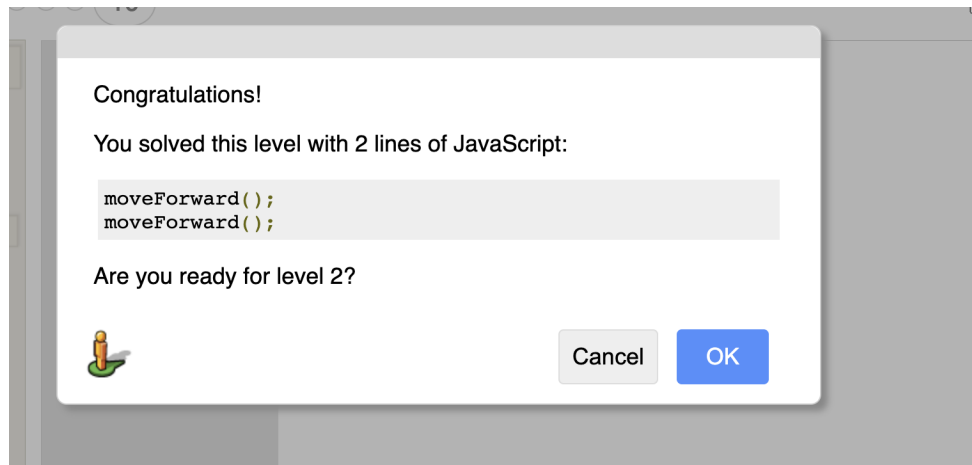 Congratulations!
You solved this level with 2 lines of JavaScript:
moveForward();
moveForward();
Are you ready for level 2?
Cancel
OK